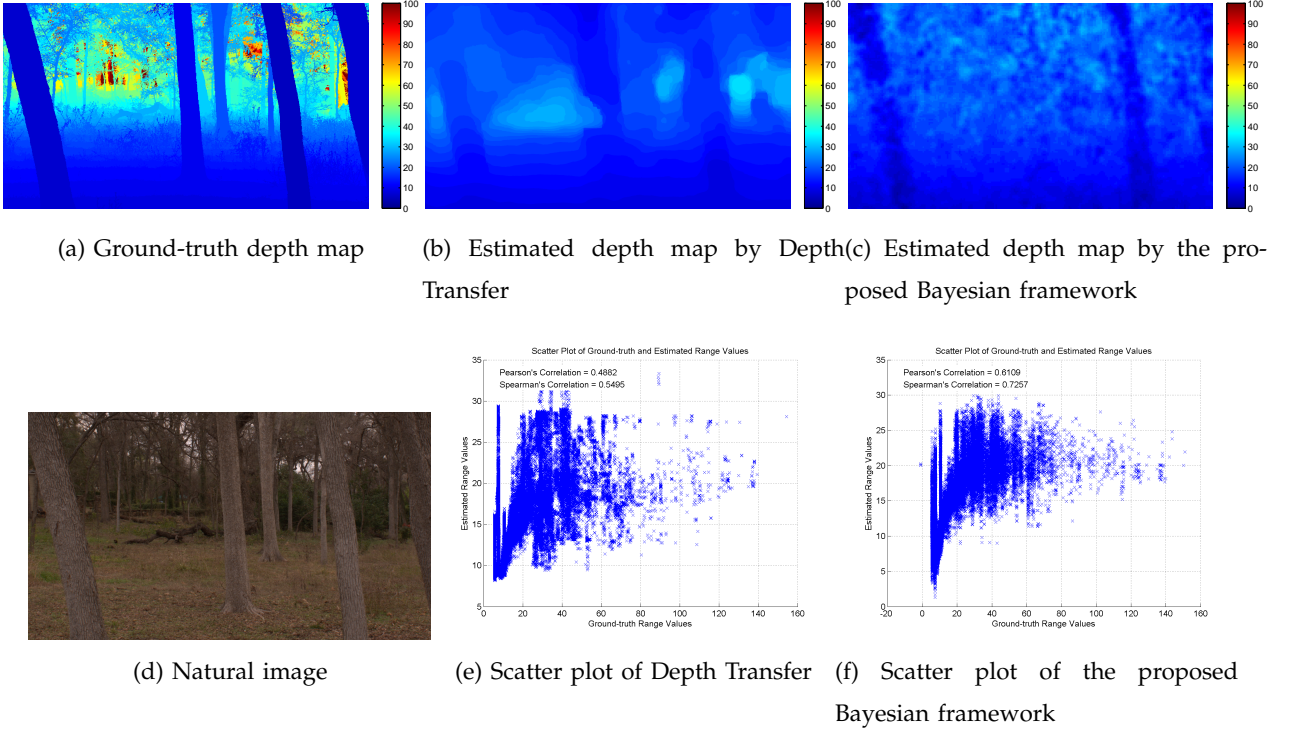 100
90
80
70
60
50
40
30
20
10
0
100
90
80
70
60
50
40
30
20
10
0
100
90
80
70
60
50
40
30
20
10
0
(a) Ground-truth depth map
(b) Estimated depth map by Depth
Transfer
(c) Estimated depth map by the pro-
posed Bayesian framework
(d) Natural image
Scatter Plot of Ground-truth and Estimated Range Values
Pearson's Correlation = 0.4882
Spearman's Correlation = 0.5495
Estimated Range Values
35
30
25
20
15
10
5
0 20 40 60 80 100 120 140 160
Ground-truth Range Values
(e) Scatter plot of Depth Transfer
Scatter Plot of Ground-truth and Estimated Range Values
Pearson's Correlation = 0.6109
Spearman's Correlation = 0.7257
Estimated Range Values
35
30
25
20
15
10
5
0
-20 0 20 40 60 80 100 120 140 160
Ground-truth Range Values
(f) Scatter plot of the proposed
Bayesian framework